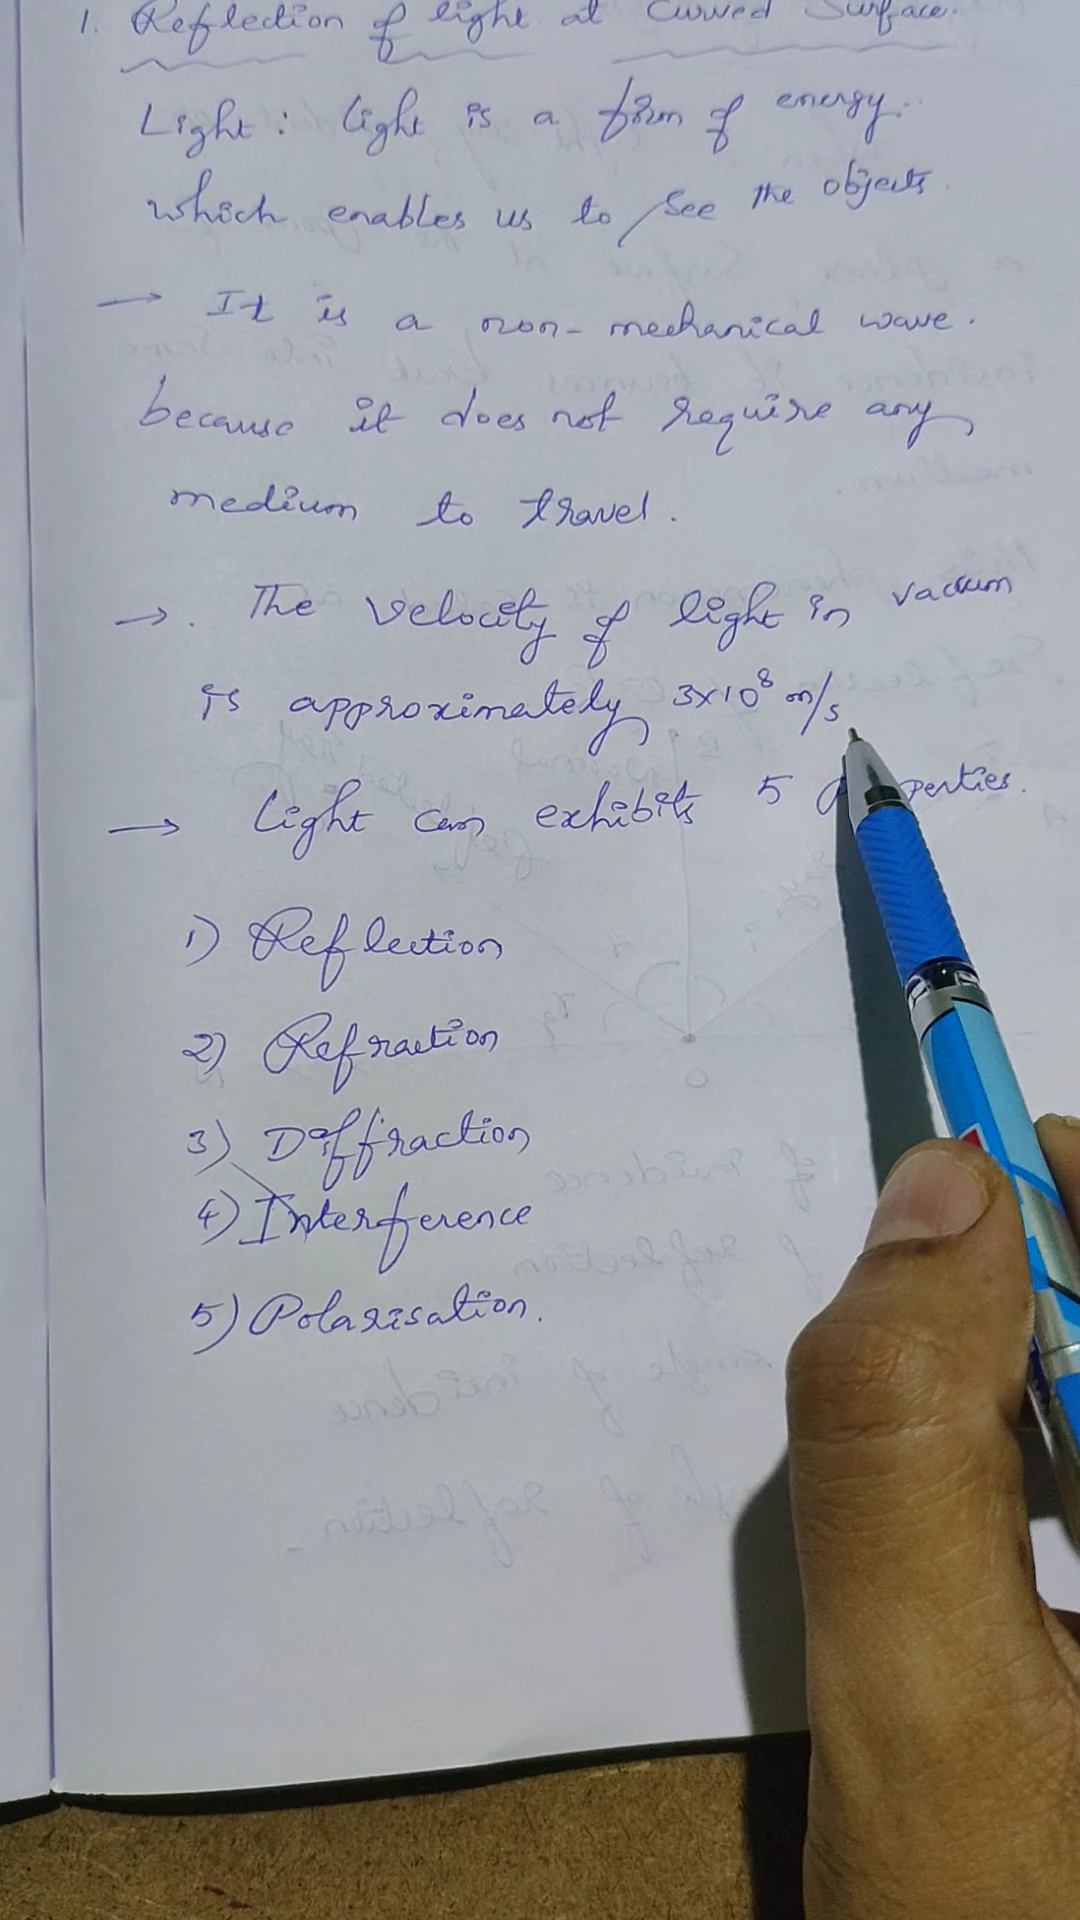 1. Reflection of light at Curved Surface.
Light: light is a form of energy.
which enables us to see the objects.
→ It is a non-mechanical wave.
because it does not require any
medium to travel.
→. The velocity of light in vacuum
is approximately 3×10⁸ m/s
→ light can exhibits 5
1) Reflection
2) Refraction
3) Diffraction
4) Interference
5) Polarisation.